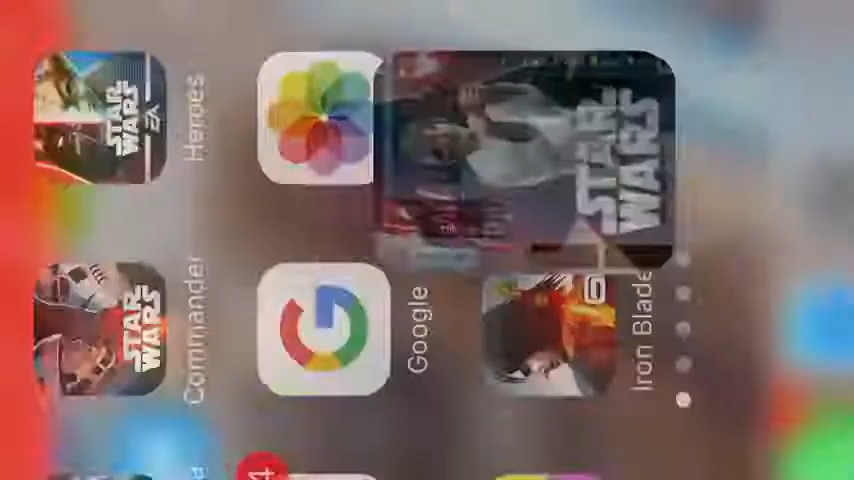 STAR
WARS
STAR
WARS
EA
Commander
Heroes
4
G
Google
STAR
WARS
Iron Blade